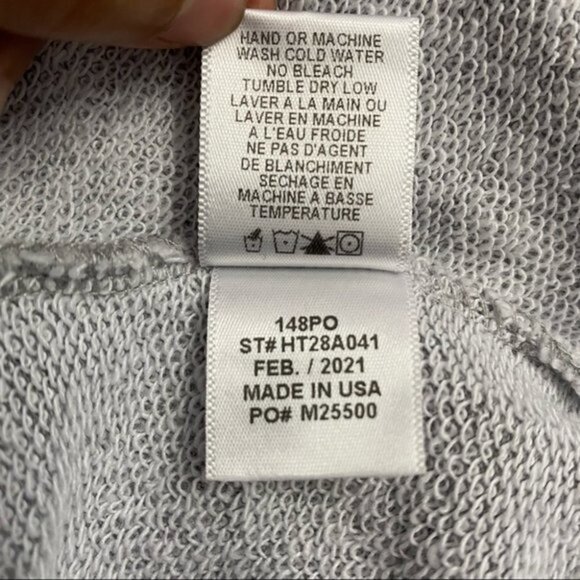 HAND OR MACHINE
WASH COLD WATER
NO BLEACH
TUMBLE DRY LOW
LAVER A LA MAIN OU
LAVER EN MACHINE
A L'EAU FROIDE
NE PAS D'AGENT
DE BLANCHIMENT
SECHAGE EN
MACHINE A BASSE
TEMPERATURE
148PO
ST# HT28A041
FEB. / 2021
MADE IN USA
PO# M25500